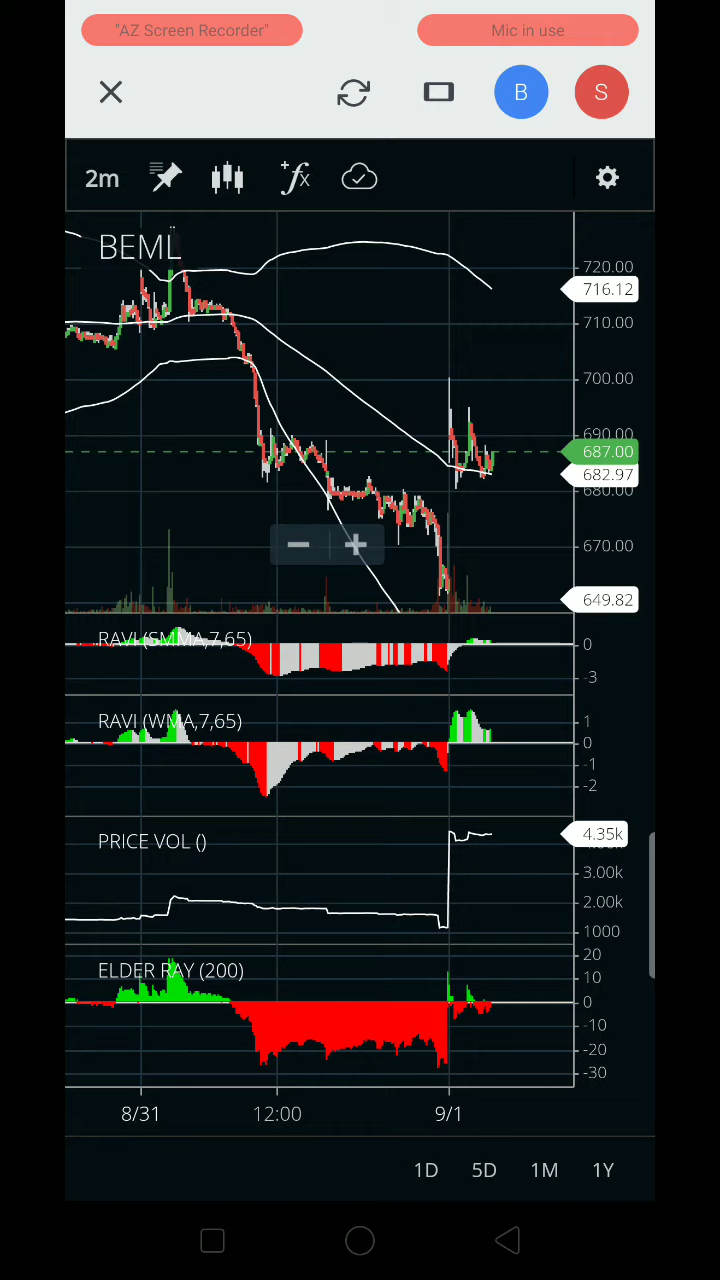 "AZ Screen Recorder" Mic in use
B S
2m fx
BEML
720.00
716.12
710.00
700.00
690.00
687.00
682.97
680.00
670.00
649.82
RAVI (SMMA,7,65)
0
-3
RAVI (WMA,7,65)
1
0
-1
-2
PRICE VOL ()
4.35k
3.00k
2.00k
1000
ELDER RAY (200)
20
10
0
-10
-20
-30
8/31 12:00 9/1
1D 5D 1M 1Y